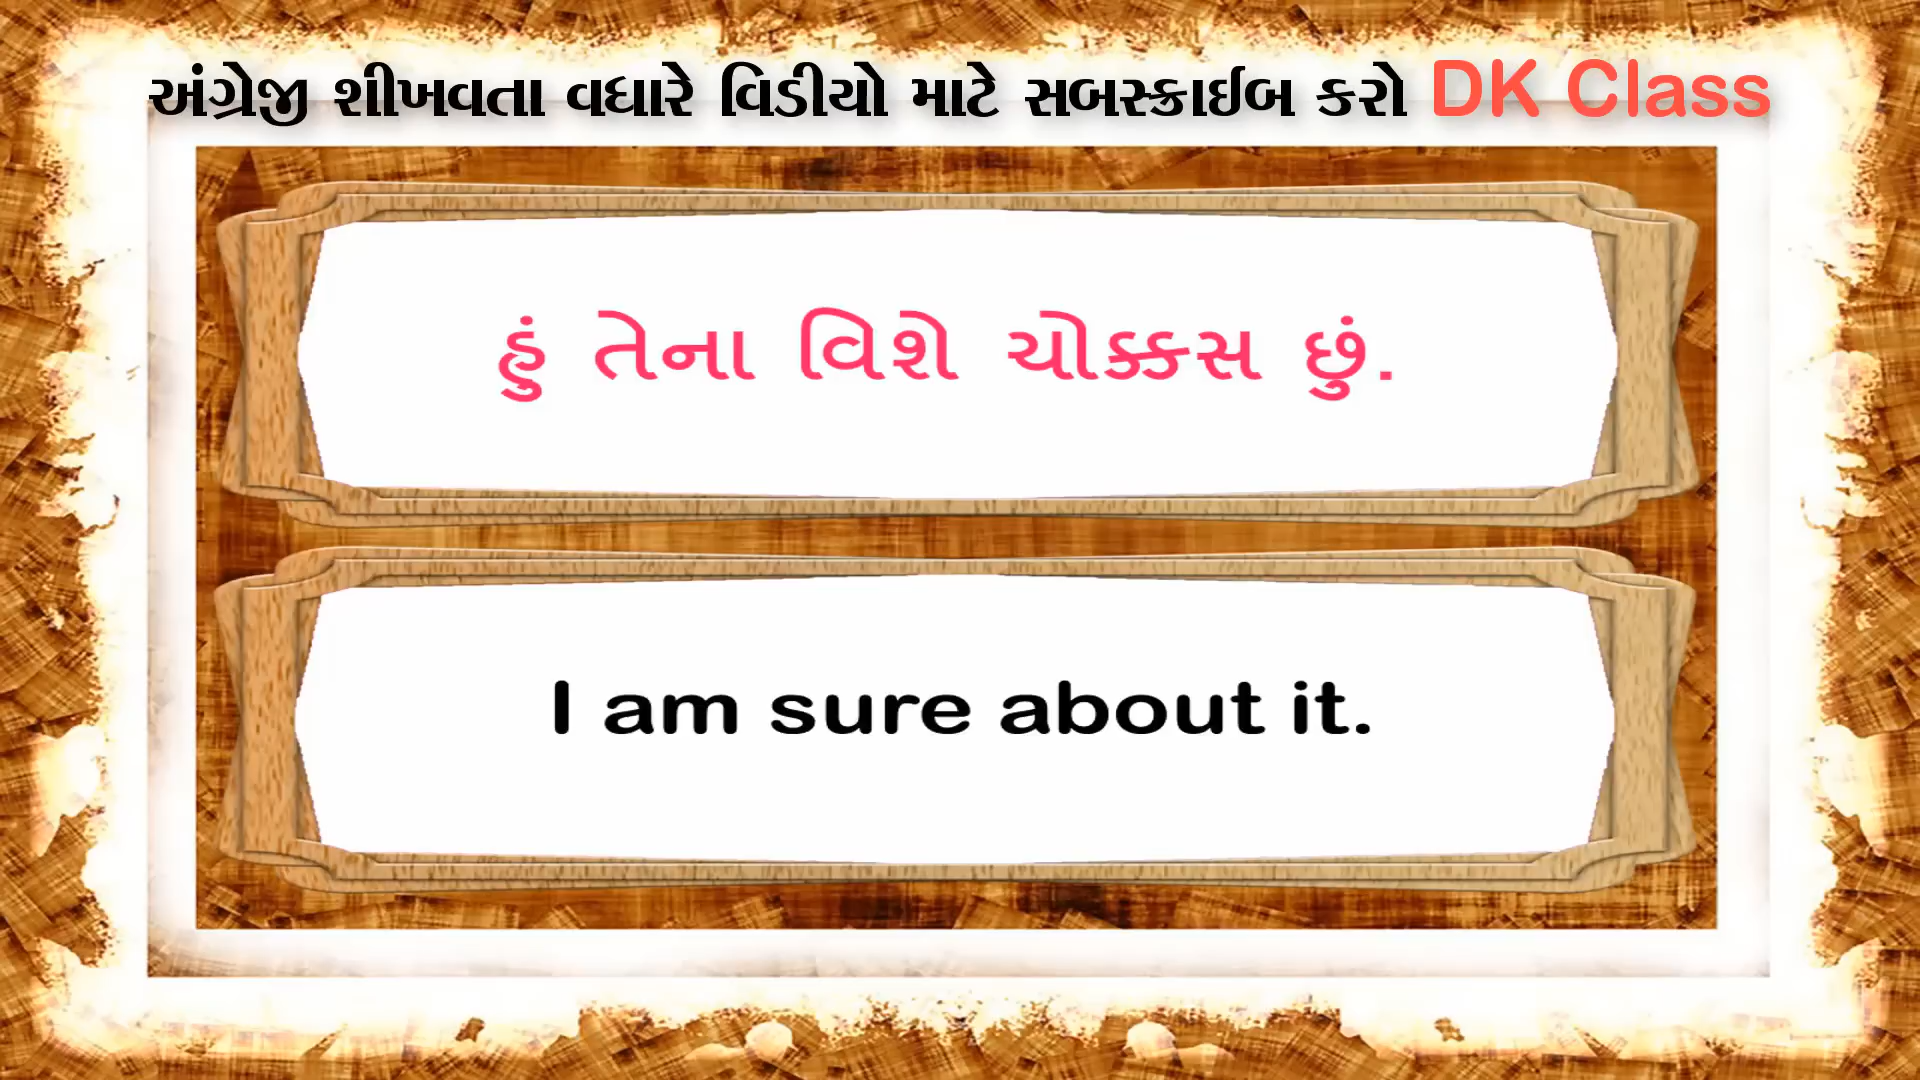 અંગ્રેજી શીખવતા વધારે વિડીયો માટે સબસ્ક્રાઈબ કરો DK Class
હું તેના વિશે ચોક્કસ છું.
I am sure about it.